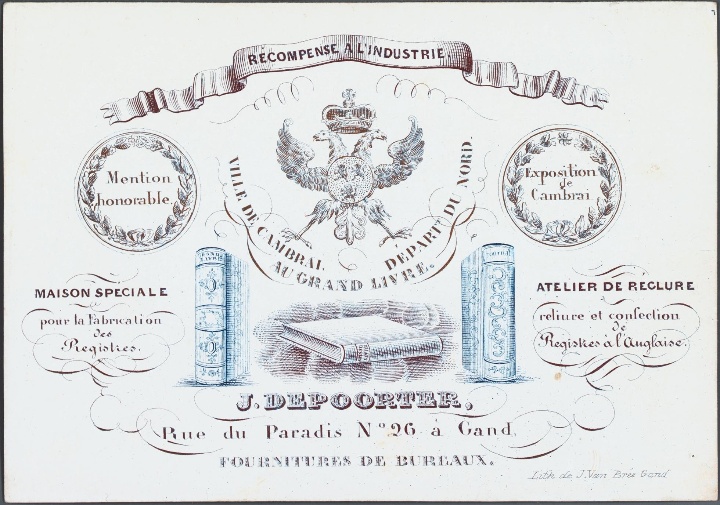 RECOMPENSE A L'INDUSTRIE.
Mention
honorable.
VILLE DE CAMBRAI. DÉPART. DU NORD.
Exposition
de
Cambrai
AU GRAND LIVRE.
MAISON SPECIALE
pour la Fabrication
des
Registres.
GRAND
LIVRE
ATELIER DE REGLURE
reliure et confection
de
Registres à l'Anglaise.
J. DEPOORTER,
Rue du Paradis Nº 26 à Gand.
FOURNITURES DE BUREAUX.
Lith de J. Van Brée Gand